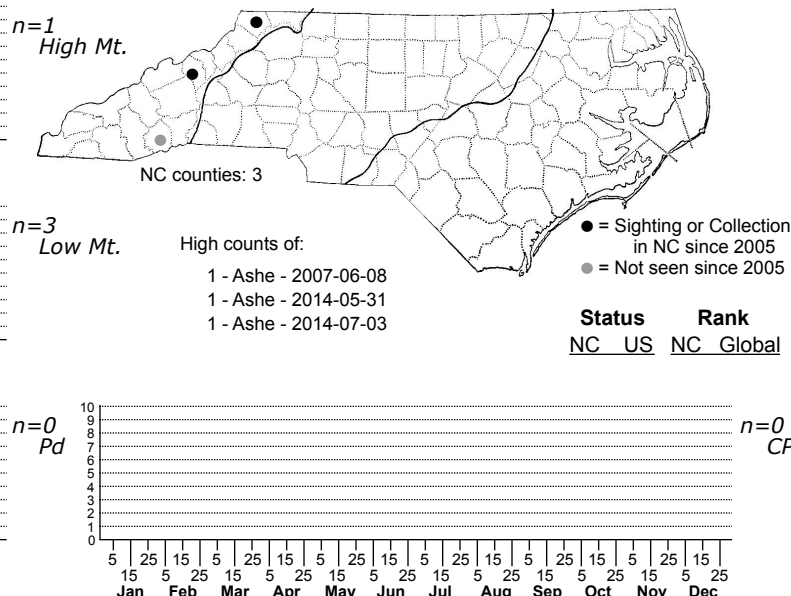 n=1
High Mt.
NC counties: 3
n=3
Low Mt.
High counts of:
1 - Ashe - 2007-06-08
1 - Ashe - 2014-05-31
1 - Ashe - 2014-07-03
● = Sighting or Collection
in NC since 2005
● = Not seen since 2005
Status Rank
NC US NC Global
n=0
Pd
10
9
8
7
6
5
4
3
2
1
0
n=0
CP
5 25 15 5 25 15 5 25 15 5 25 15 5 25 15 5 25 15
15 5 25 15 5 25 15 5 25 15 5 25 15 5 25 15 5 25
Jan Feb Mar Apr May Jun Jul Aug Sep Oct Nov Dec